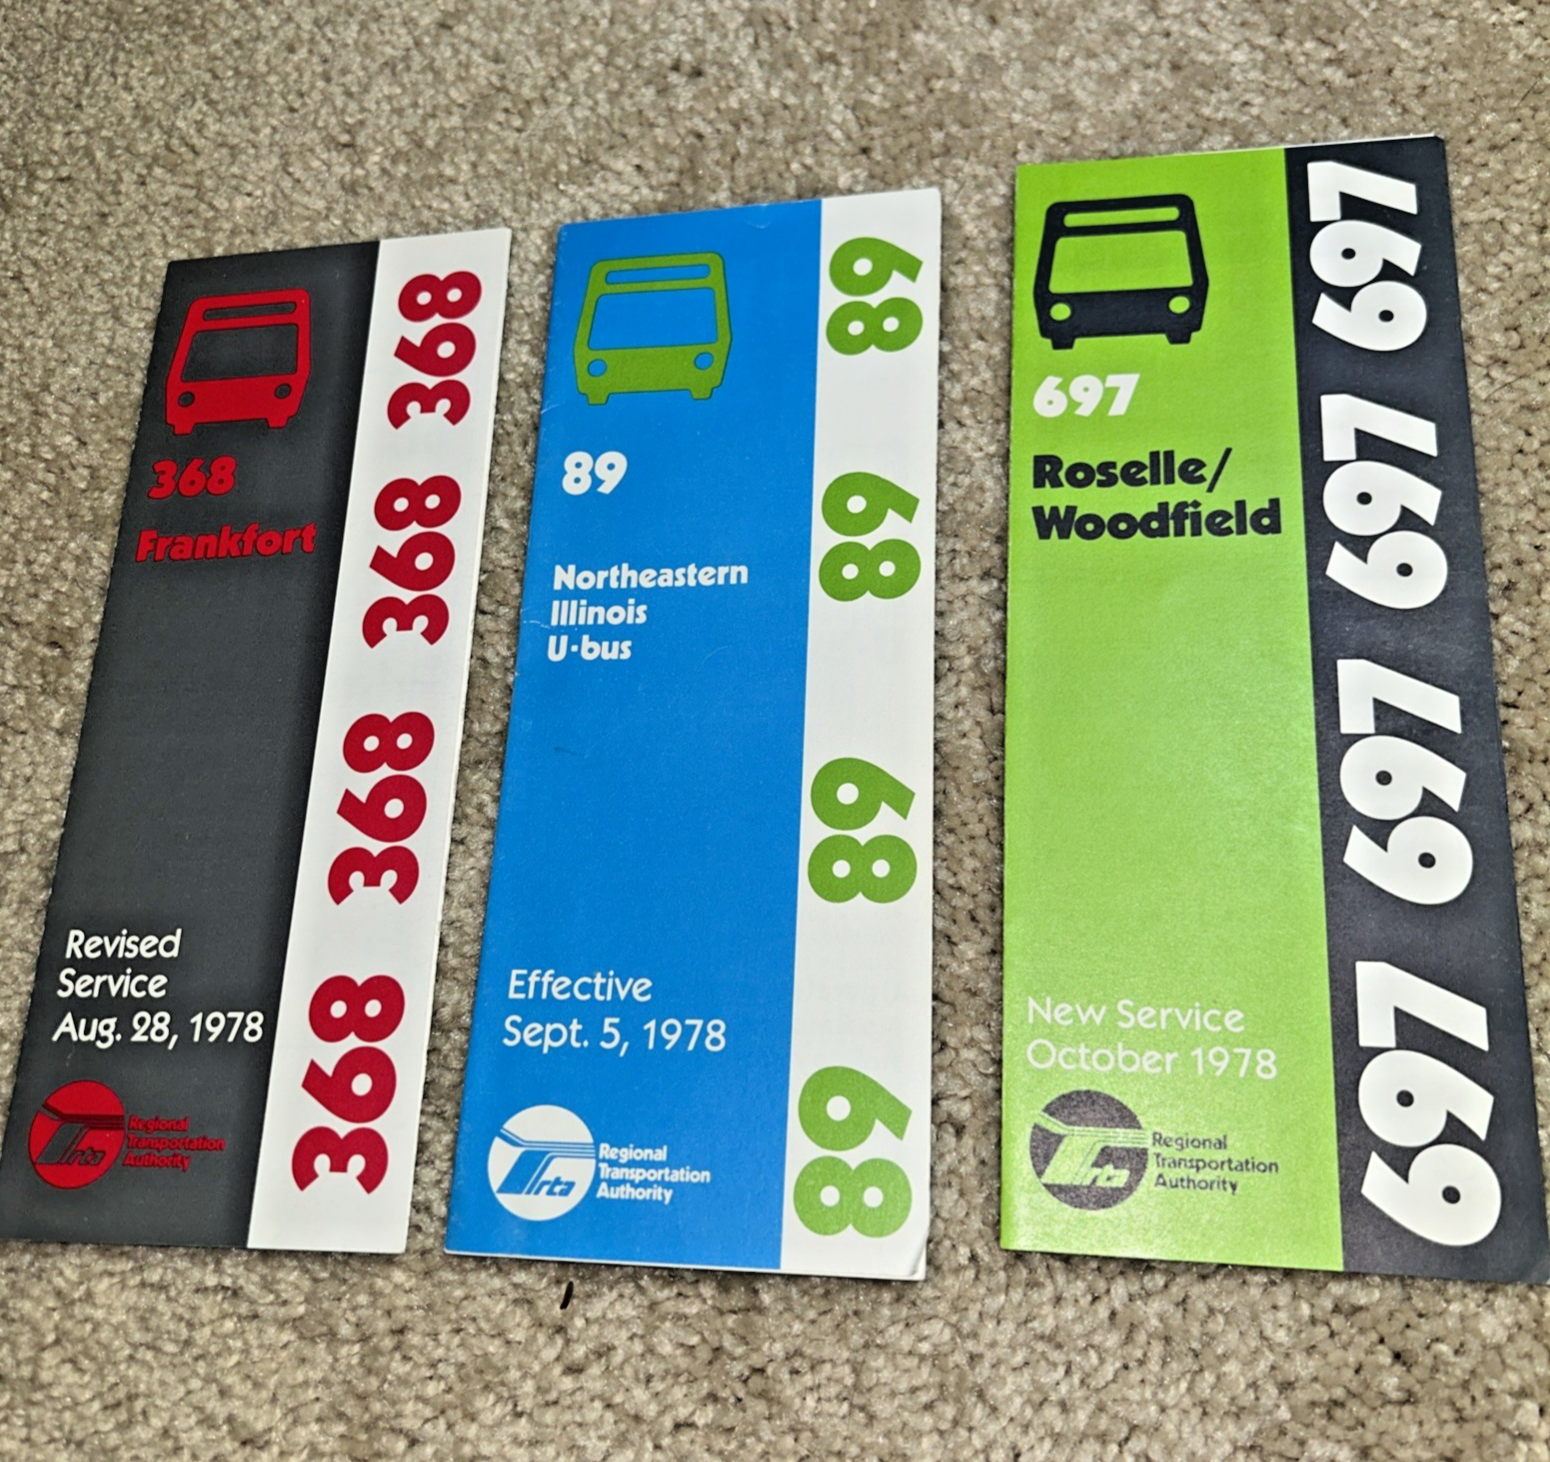 368
Frankfort
Revised
Service
Aug. 28, 1978
rta
Regional
Transportation
Authority
368
368
368
368
89
Northeastern
Illinois
U-bus
Effective
Sept. 5, 1978
rta
Regional
Transportation
Authority
89
89
89
89
697
Roselle/
Woodfield
New Service
October 1978
rta
Regional
Transportation
Authority
697
697
697
697